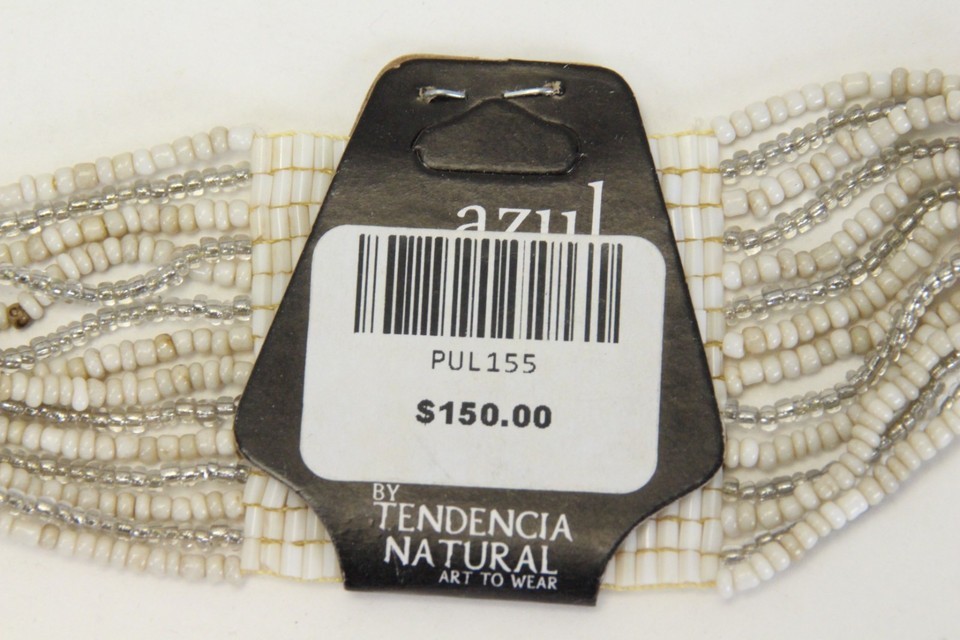 azul
PUL155
$150.00
BY
TENDENCIA
NATURAL
ART TO WEAR